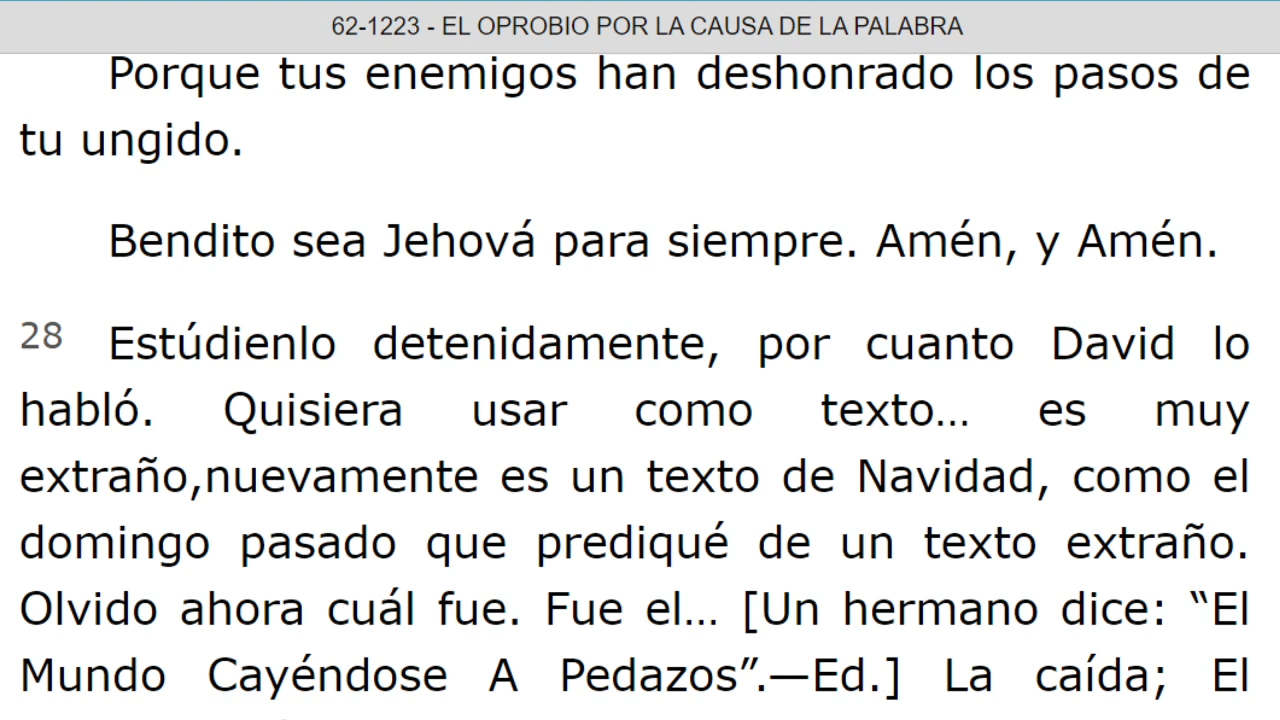 62-1223 - EL OPROBIO POR LA CAUSA DE LA PALABRA
Porque tus enemigos han deshonrado los pasos de
tu ungido.
Bendito sea Jehová para siempre. Amén, y Amén.
28 Estúdienlo detenidamente, por cuanto David lo
habló. Quisiera usar como texto… es muy
extraño,nuevamente es un texto de Navidad, como el
domingo pasado que prediqué de un texto extraño.
Olvido ahora cuál fue. Fue el… [Un hermano dice: “El
Mundo Cayéndose A Pedazos”.—Ed.] La caída; El